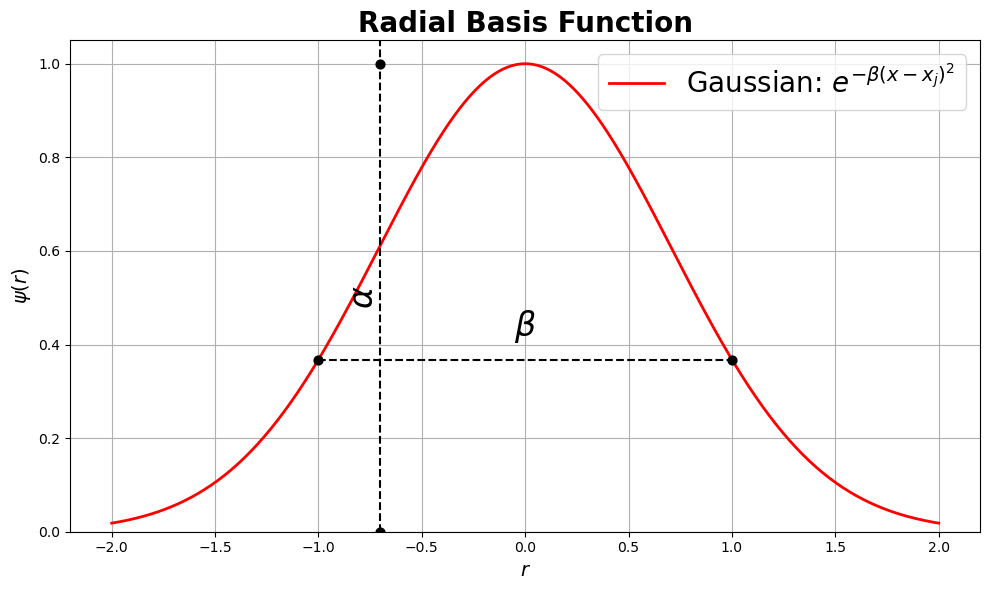 Radial Basis Function
Gaussian: $e^{-\beta(x-x_j)^2}$
ψ(r)
1.0
0.8
0.6
0.4
0.2
0.0
α
β
−2.0 −1.5 −1.0 −0.5 0.0 0.5 1.0 1.5 2.0
r